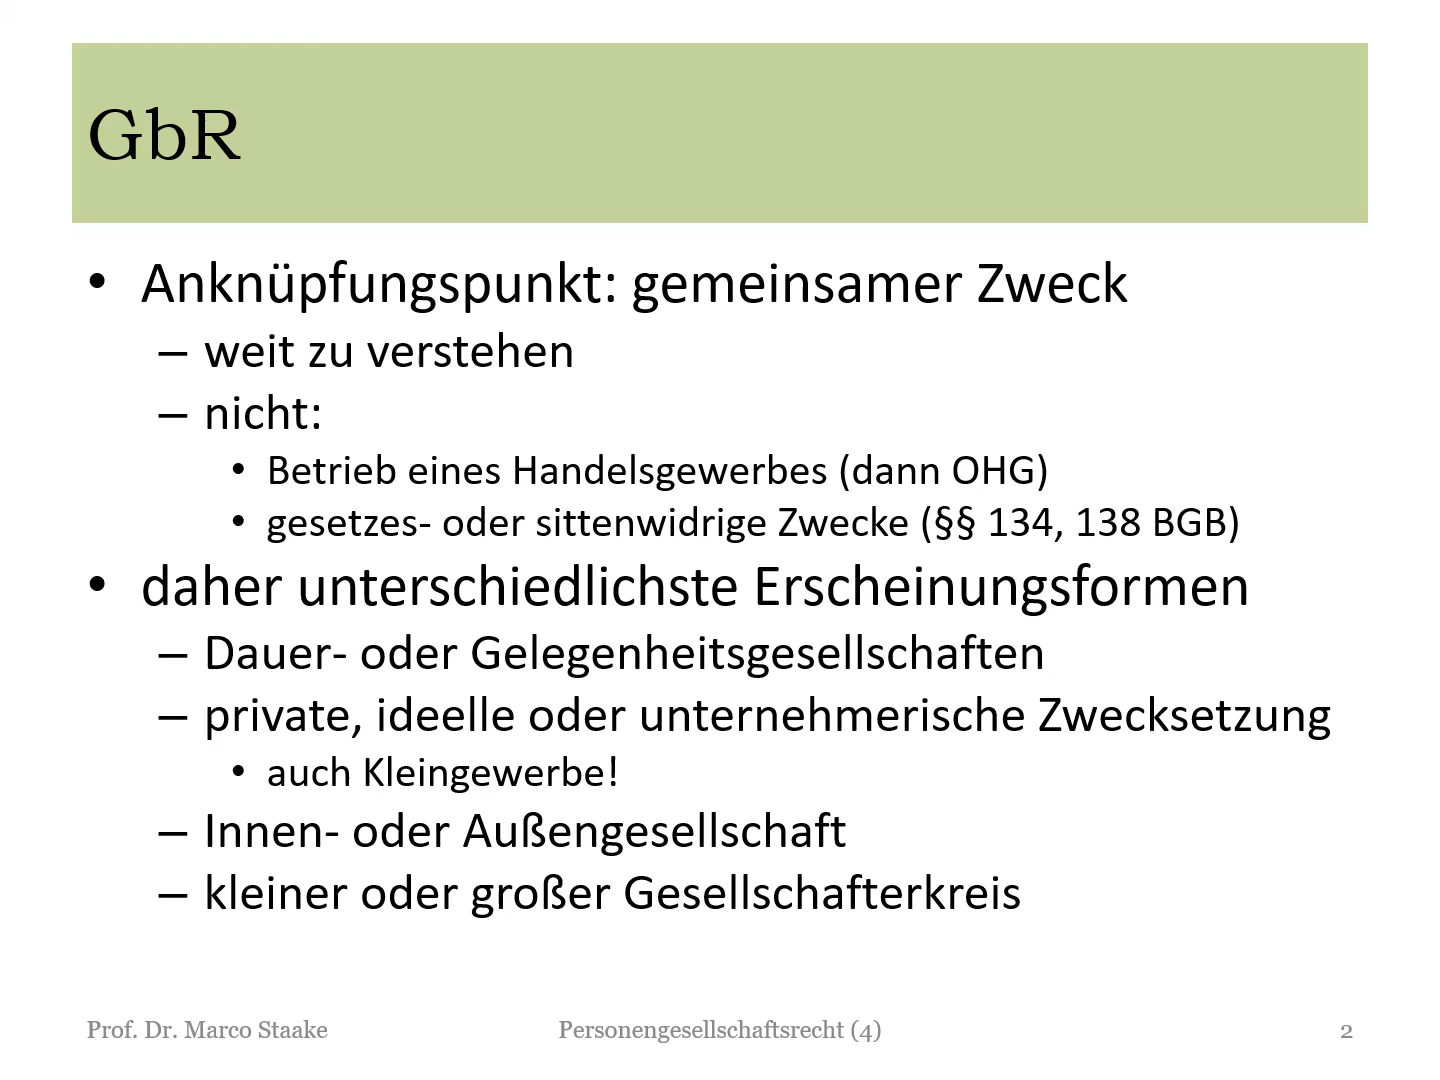 GbR
• Anknüpfungspunkt: gemeinsamer Zweck
– weit zu verstehen
– nicht:
• Betrieb eines Handelsgewerbes (dann OHG)
• gesetzes- oder sittenwidrige Zwecke (§§ 134, 138 BGB)
• daher unterschiedlichste Erscheinungsformen
– Dauer- oder Gelegenheitsgesellschaften
– private, ideelle oder unternehmerische Zwecksetzung
• auch Kleingewerbe!
– Innen- oder Außengesellschaft
– kleiner oder großer Gesellschafterkreis
Prof. Dr. Marco Staake Personengesellschaftsrecht (4) 2